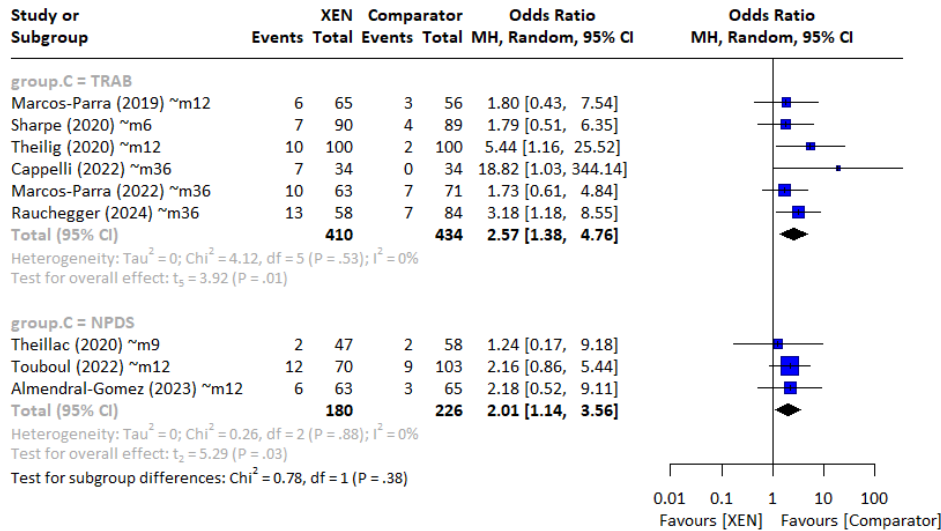 Study or XEN Comparator Odds Ratio Odds Ratio
Subgroup Events Total Events Total MH, Random, 95% CI MH, Random, 95% CI
group.C = TRAB
Marcos-Parra (2019) ~m12 6 65 3 56 1.80 [0.43, 7.54]
Sharpe (2020) ~m6 7 90 4 89 1.79 [0.51, 6.35]
Theilig (2020) ~m12 10 100 2 100 5.44 [1.16, 25.52]
Cappelli (2022) ~m36 7 34 0 34 18.82 [1.03, 344.14]
Marcos-Parra (2022) ~m36 10 63 7 71 1.73 [0.61, 4.84]
Rauchegger (2024) ~m36 13 58 7 84 3.18 [1.18, 8.55]
Total (95% CI) 410 434 2.57 [1.38, 4.76]
Heterogeneity: Tau² = 0; Chi² = 4.12, df = 5 (P = .53); I² = 0%
Test for overall effect: t₅ = 3.92 (P = .01)
group.C = NPDS
Theillac (2020) ~m9 2 47 2 58 1.24 [0.17, 9.18]
Touboul (2022) ~m12 12 70 9 103 2.16 [0.86, 5.44]
Almendral-Gomez (2023) ~m12 6 63 3 65 2.18 [0.52, 9.11]
Total (95% CI) 180 226 2.01 [1.14, 3.56]
Heterogeneity: Tau² = 0; Chi² = 0.26, df = 2 (P = .88); I² = 0%
Test for overall effect: t₂ = 5.29 (P = .03)
Test for subgroup differences: Chi² = 0.78, df = 1 (P = .38)
0.01 0.1 1 10 100
Favours [XEN] Favours [Comparator]